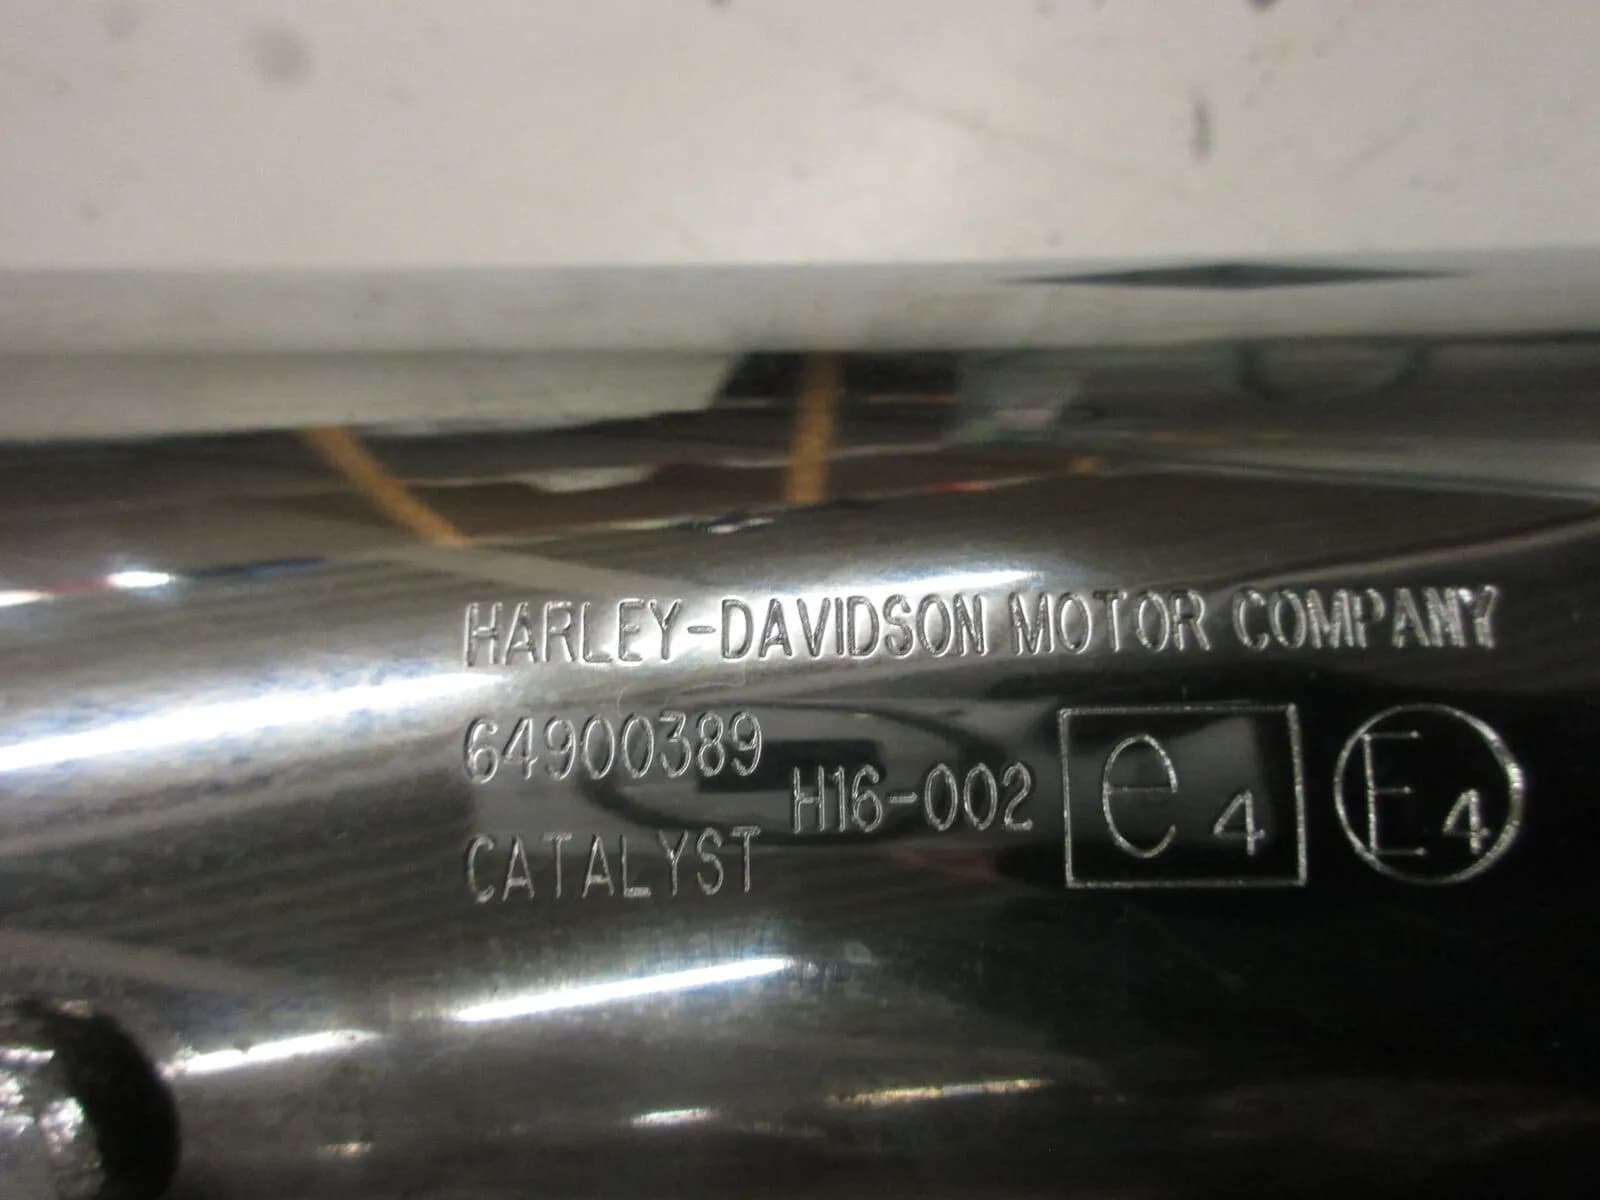 HARLEY-DAVIDSON MOTOR COMPANY
64900389
H16-002
CATALYST
e4
E4